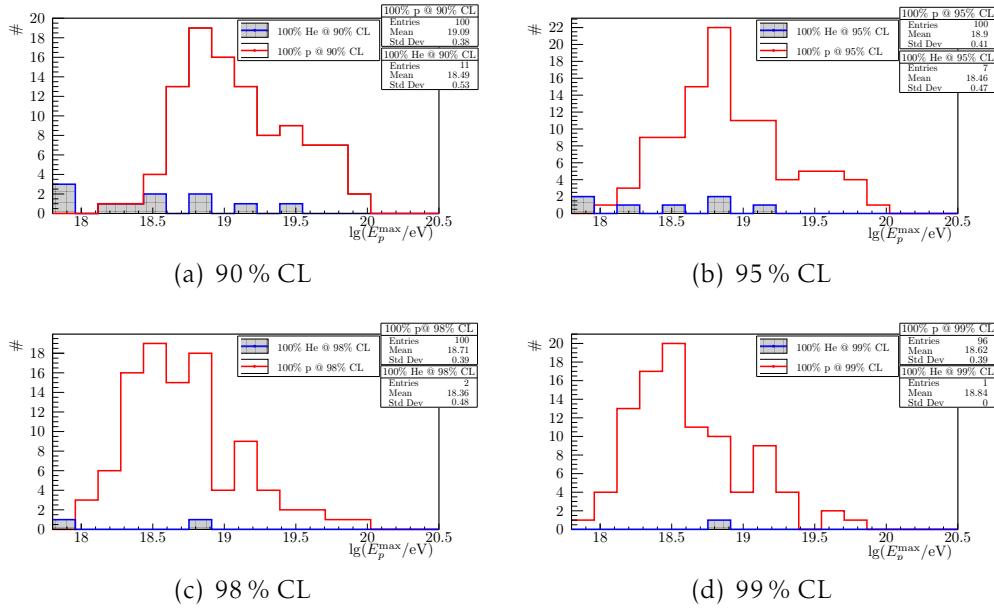 100% p @ 90% CL
Entries 100
Mean 19.09
Std Dev 0.38
100% He @ 90% CL
Entries 11
Mean 18.49
Std Dev 0.53
100% He @ 90% CL
100% p @ 90% CL
#
20
18
16
14
12
10
8
6
4
2
0
18 18.5 19 19.5 20 20.5
lg(E_p^max/eV)
(a) 90 % CL
100% p @ 95% CL
Entries 100
Mean 18.9
Std Dev 0.41
100% He @ 95% CL
Entries 7
Mean 18.46
Std Dev 0.47
100% He @ 95% CL
100% p @ 95% CL
#
22
20
18
16
14
12
10
8
6
4
2
0
18 18.5 19 19.5 20 20.5
lg(E_p^max/eV)
(b) 95 % CL
100% p@ 98% CL
Entries 100
Mean 18.71
Std Dev 0.39
100% He @ 98% CL
Entries 2
Mean 18.36
Std Dev 0.48
100% He @ 98% CL
100% p @ 98% CL
#
18
16
14
12
10
8
6
4
2
0
18 18.5 19 19.5 20 20.5
lg(E_p^max/eV)
(c) 98 % CL
100% p @ 99% CL
Entries 96
Mean 18.62
Std Dev 0.39
100% He @ 99% CL
Entries 1
Mean 18.84
Std Dev 0
100% He @ 99% CL
100% p @ 99% CL
#
20
18
16
14
12
10
8
6
4
2
0
18 18.5 19 19.5 20 20.5
lg(E_p^max/eV)
(d) 99 % CL